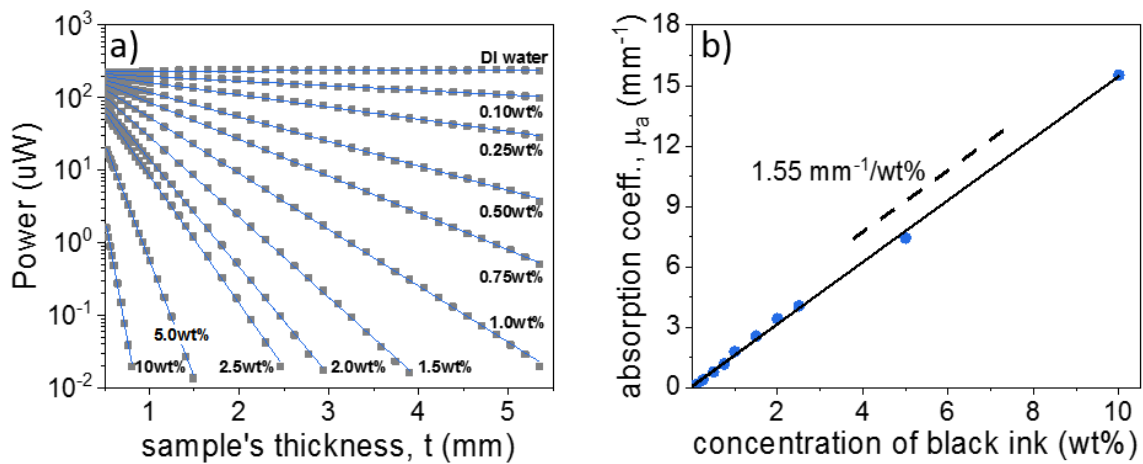 a)
10³
10²
10¹
10⁰
10⁻¹
10⁻²
Power (uW)
DI water
0.10wt%
0.25wt%
0.50wt%
0.75wt%
1.0wt%
5.0wt%
10wt%
2.5wt%
2.0wt%
1.5wt%
1 2 3 4 5
sample's thickness, t (mm)
b)
18
15
12
9
6
3
0
absorption coeff., μₐ (mm⁻¹)
1.55 mm⁻¹/wt%
2 4 6 8 10
concentration of black ink (wt%)